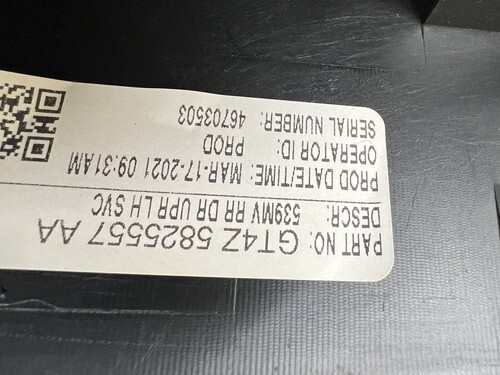 PART NO: GT4Z 5825557 AA
DESCR: 539MV RR DR UPR LH SVC
PROD DATE/TIME: MAR-17-2021 09:31AM
OPERATOR ID: PROD
SERIAL NUMBER: 46703503